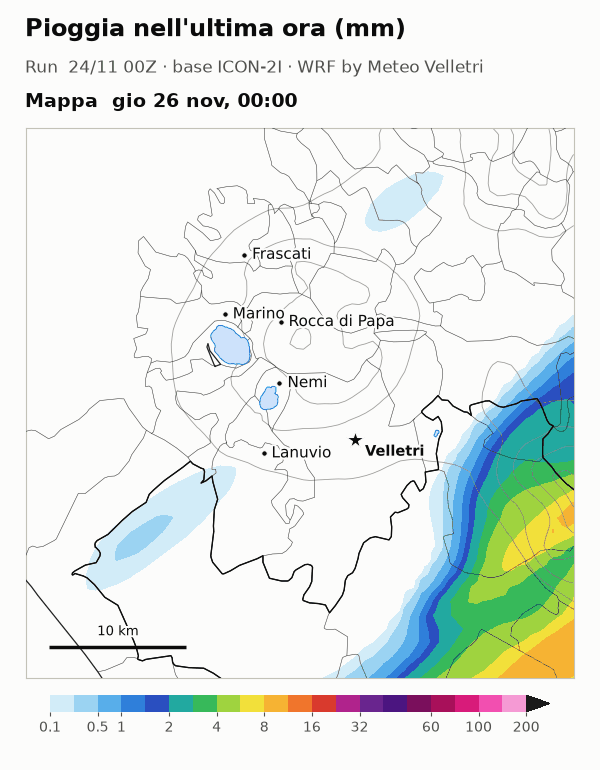 Pioggia nell'ultima ora (mm)
Run  24/11 00Z · base ICON-2I · WRF by Meteo Velletri
Mappa  gio 26 nov, 00:00
Frascati
Marino
Rocca di Papa
Nemi
Velletri
Lanuvio
10 km
0.1 0.5 1 2 4 8 16 32 60 100 200